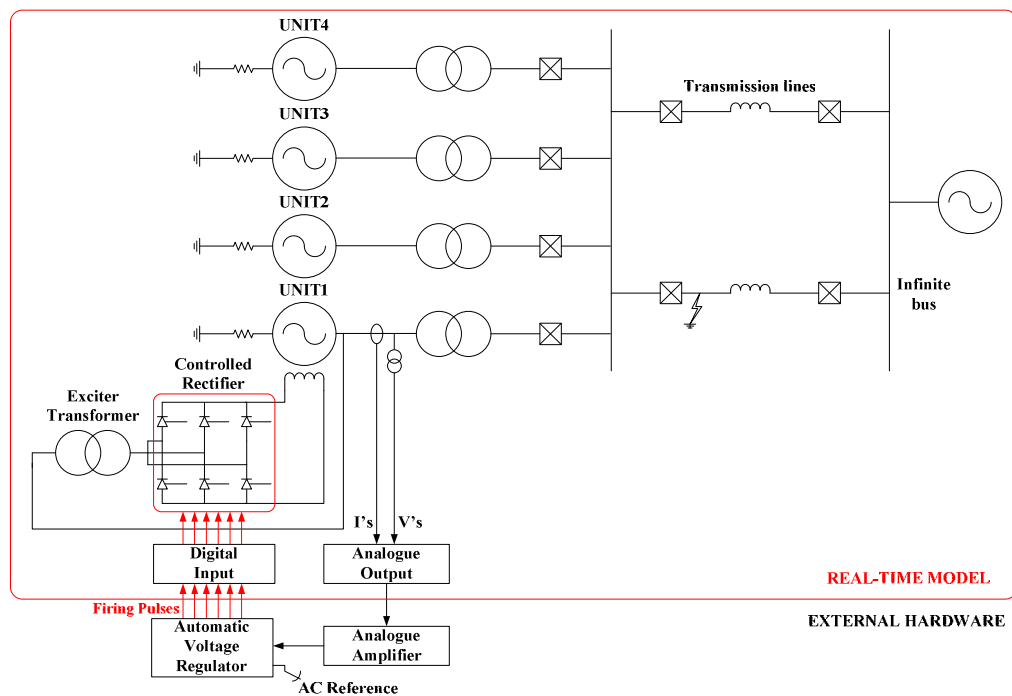 UNIT4
Transmission lines
UNIT3
UNIT2
UNIT1
Infinite
bus
Controlled
Rectifier
Exciter
Transformer
I's
V's
Digital
Input
Analogue
Output
REAL-TIME MODEL
Firing Pulses
EXTERNAL HARDWARE
Automatic
Voltage
Regulator
Analogue
Amplifier
AC Reference